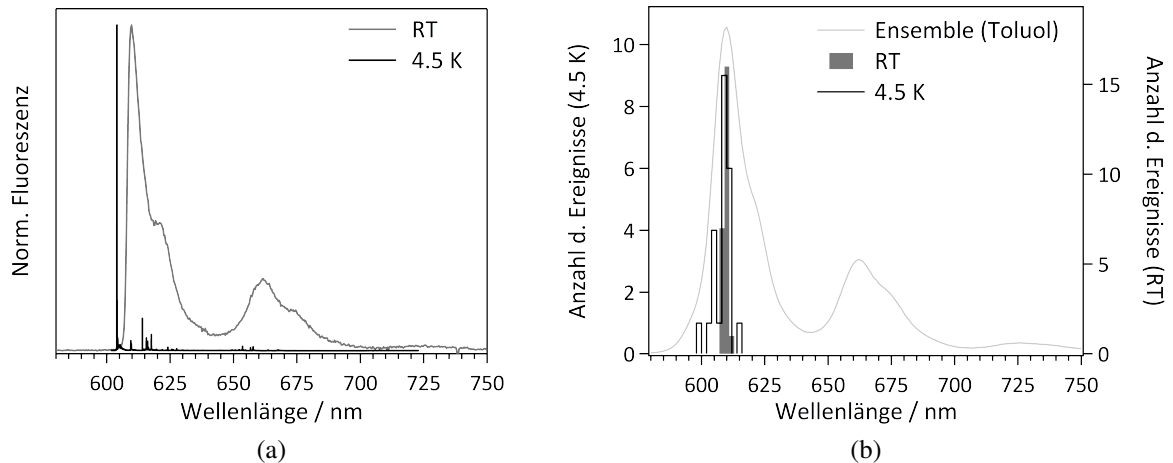 Norm. Fluoreszenz
RT
4.5 K
600 625 650 675 700 725 750
Wellenlänge / nm
(a)
Anzahl d. Ereignisse (4.5 K)
10
8
6
4
2
0
Ensemble (Toluol)
RT
4.5 K
15
10
5
0
Anzahl d. Ereignisse (RT)
600 625 650 675 700 725 750
Wellenlänge / nm
(b)